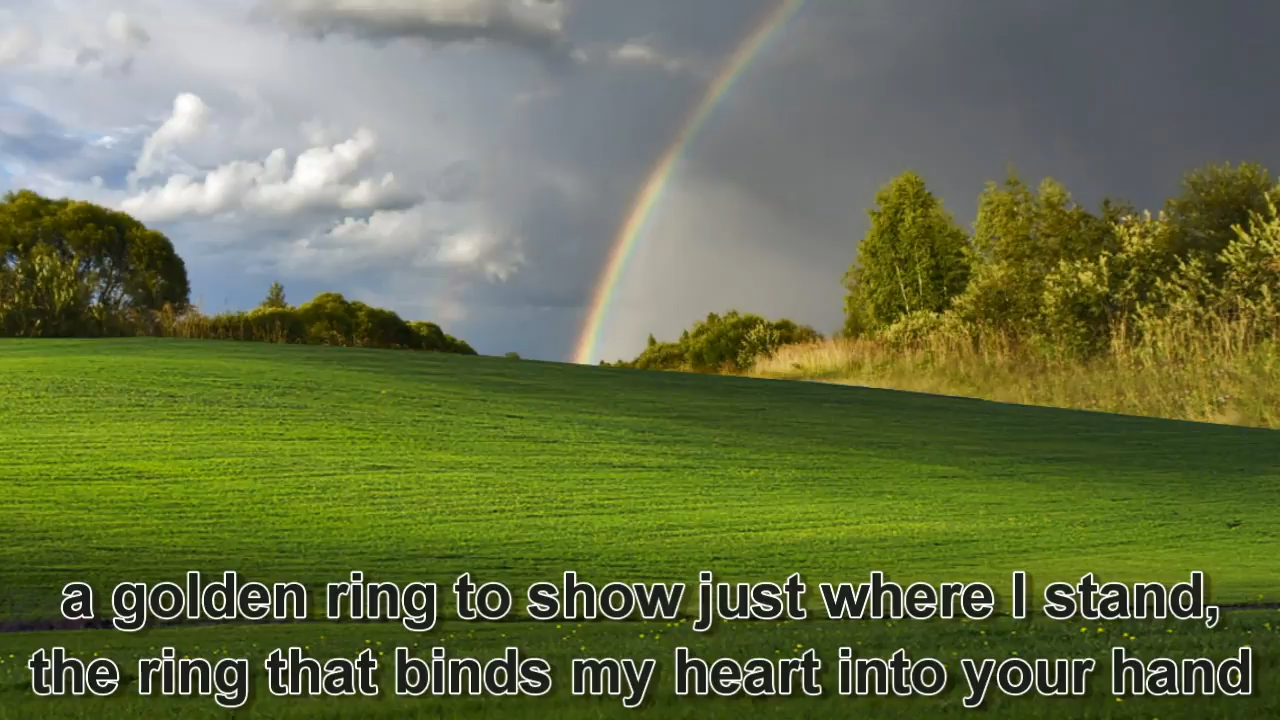 a golden ring to show just where I stand,
the ring that binds my heart into your hand